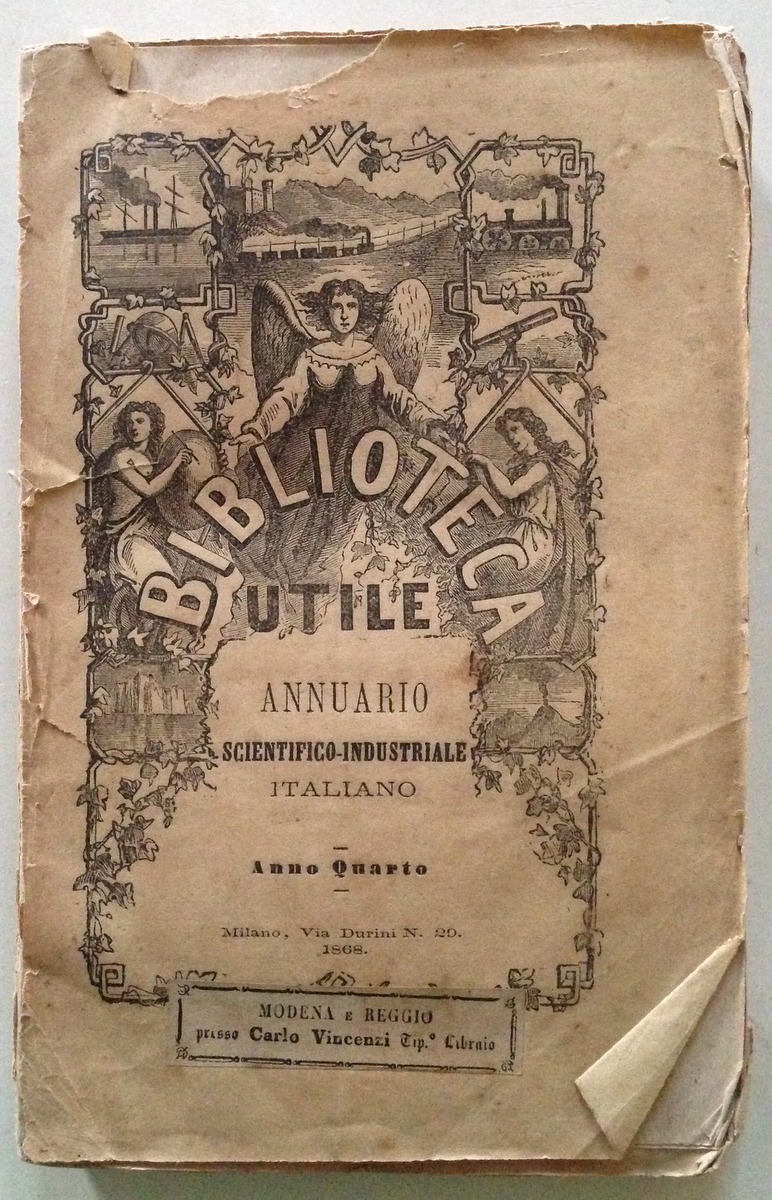 BIBLIOTECA
UTILE
ANNUARIO
SCIENTIFICO-INDUSTRIALE
ITALIANO
Anno Quarto
Milano, Via Durini N. 29.
1868.
MODENA E REGGIO
presso Carlo Vincenzi Tip.º Libraio